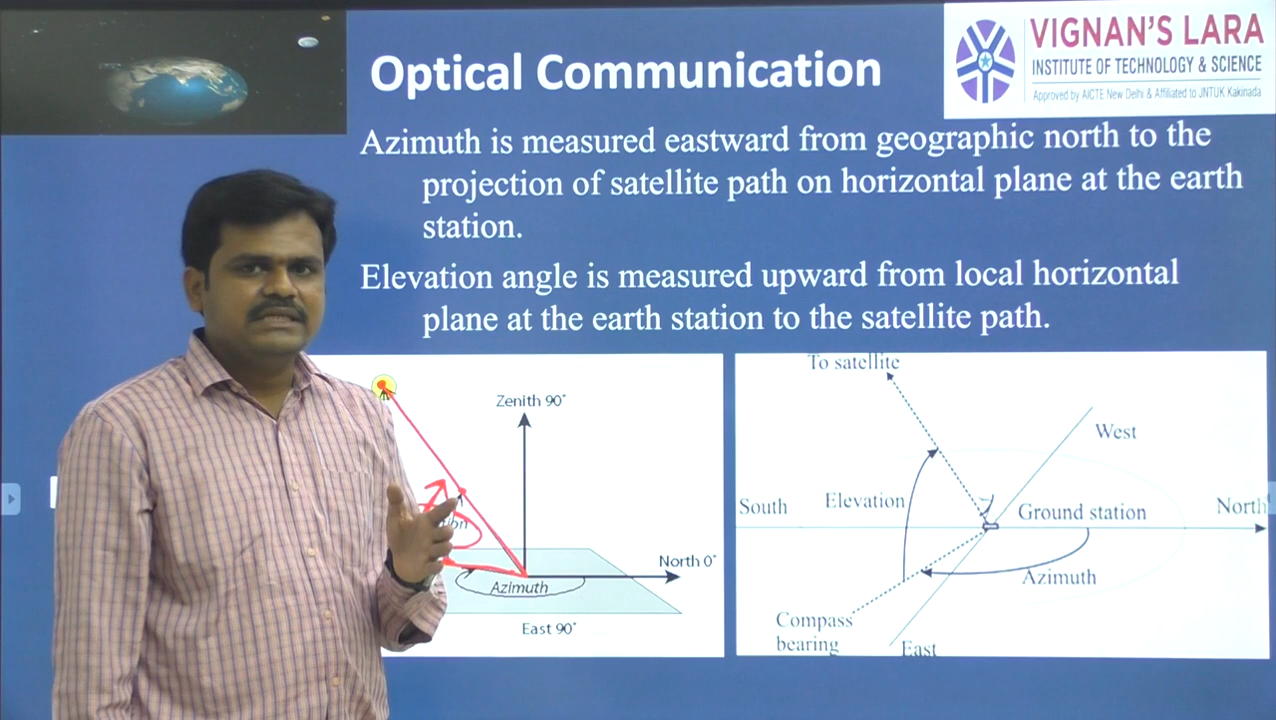 Optical Communication
VIGNAN'S LARA
INSTITUTE OF TECHNOLOGY & SCIENCE
Approved by AICTE New Delhi & Affiliated to JNTUK Kakinada
Azimuth is measured eastward from geographic north to the
projection of satellite path on horizontal plane at the earth
station.
Elevation angle is measured upward from local horizontal
plane at the earth station to the satellite path.
Zenith 90°
North 0°
Azimuth
East 90°
To satellite
West
South
Elevation
Ground station
North
Azimuth
Compass
bearing
East